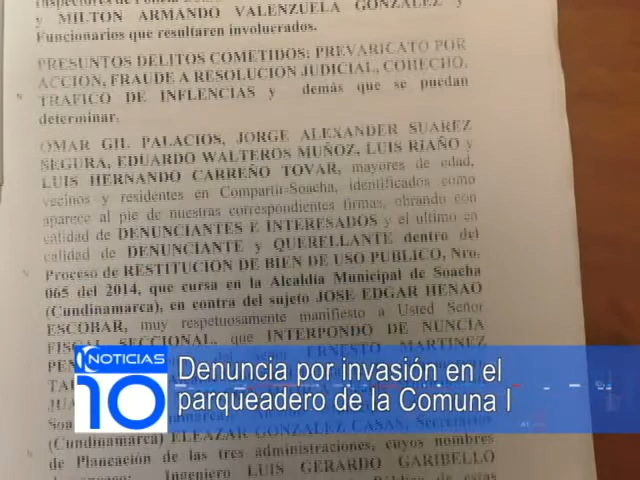 Inspectores de
y MILTON ARMANDO VALENZUELA GONZALEZ y
Funcionarios que resultaren involucrados.
PRESUNTOS DELITOS COMETIDOS: PREVARICATO POR
ACCION, FRAUDE A RESOLUCION JUDICIAL, COHECHO,
TRAFICO DE INFLENCIAS y demás que se puedan
determinar.
OMAR GIL PALACIOS, JORGE ALEXANDER SUAREZ
SEGURA, EDUARDO WALTEROS MUÑOZ, LUIS RIAÑO y
LUIS HERNANDO CARREÑO TOVAR, mayores de edad,
vecinos y residentes en Compartir-Soacha, identificados como
aparece al pie de nuestras correspondientes firmas, obrando con
calidad de DENUNCIANTES E INTERESADOS y el ultimo en
calidad de DENUNCIANTE y QUERELLANTE dentro del
Proceso de RESTITUCION DE BIEN DE USO PUBLICO, Nro.
065 del 2014, que cursa en la Alcaldía Municipal de Soacha
(Cundinamarca), en contra del sujeto JOSE EDGAR HENAO
ESCOBAR, muy respetuosamente manifiesto a Usted Señor
FISCAL SECCIONAL, que INTERPONDO DE NUNCIA
ERNESTO MARTINEZ
NOTICIAS
10
Denuncia por invasión en el
parqueadero de la Comuna I
(Cundinamarca) ELEAZAR GONZALEZ CASAS, Secretarios
de Planeación de las tres administraciones, cuyos nombres
Ingeniero LUIS GERARDO GARIBELLO